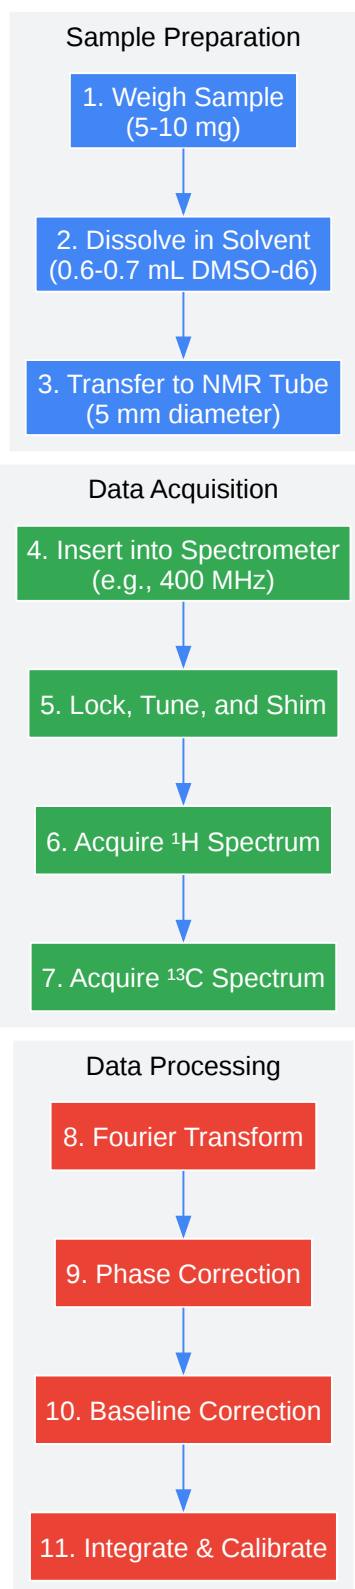 Sample Preparation
1. Weigh Sample
(5-10 mg)
2. Dissolve in Solvent
(0.6-0.7 mL DMSO-d6)
3. Transfer to NMR Tube
(5 mm diameter)
Data Acquisition
4. Insert into Spectrometer
(e.g., 400 MHz)
5. Lock, Tune, and Shim
6. Acquire ¹H Spectrum
7. Acquire ¹³C Spectrum
Data Processing
8. Fourier Transform
9. Phase Correction
10. Baseline Correction
11. Integrate & Calibrate